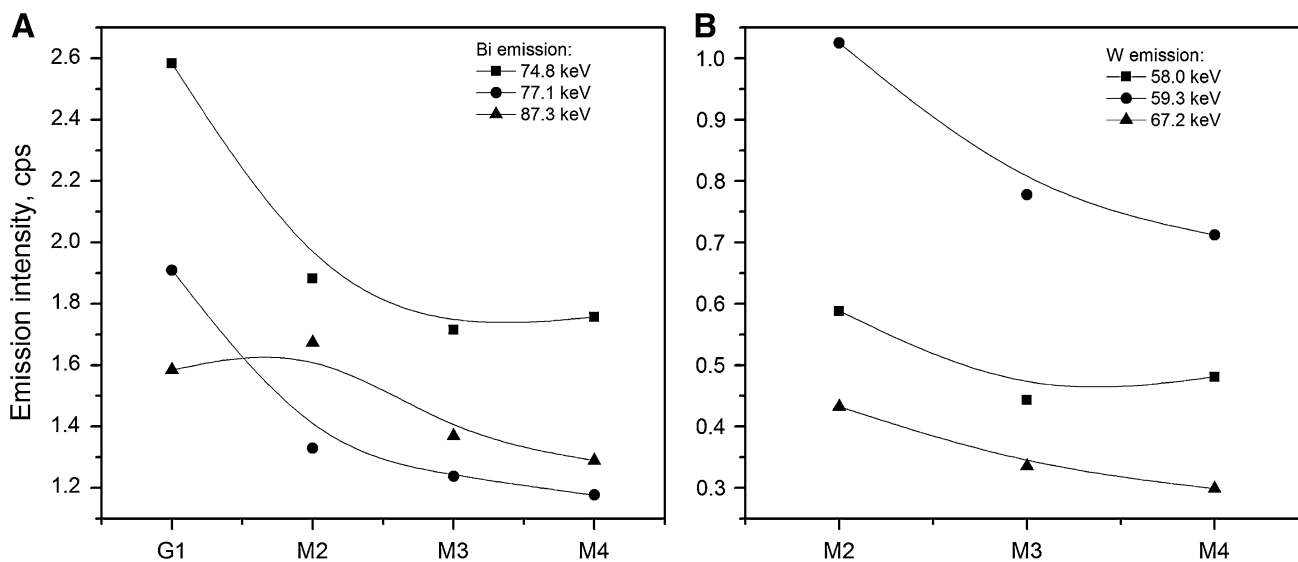 A
Emission intensity, cps
2.6
2.4
2.2
2.0
1.8
1.6
1.4
1.2
Bi emission:
74.8 keV
77.1 keV
87.3 keV
G1 M2 M3 M4
B
1.0
0.9
0.8
0.7
0.6
0.5
0.4
0.3
W emission:
58.0 keV
59.3 keV
67.2 keV
M2 M3 M4